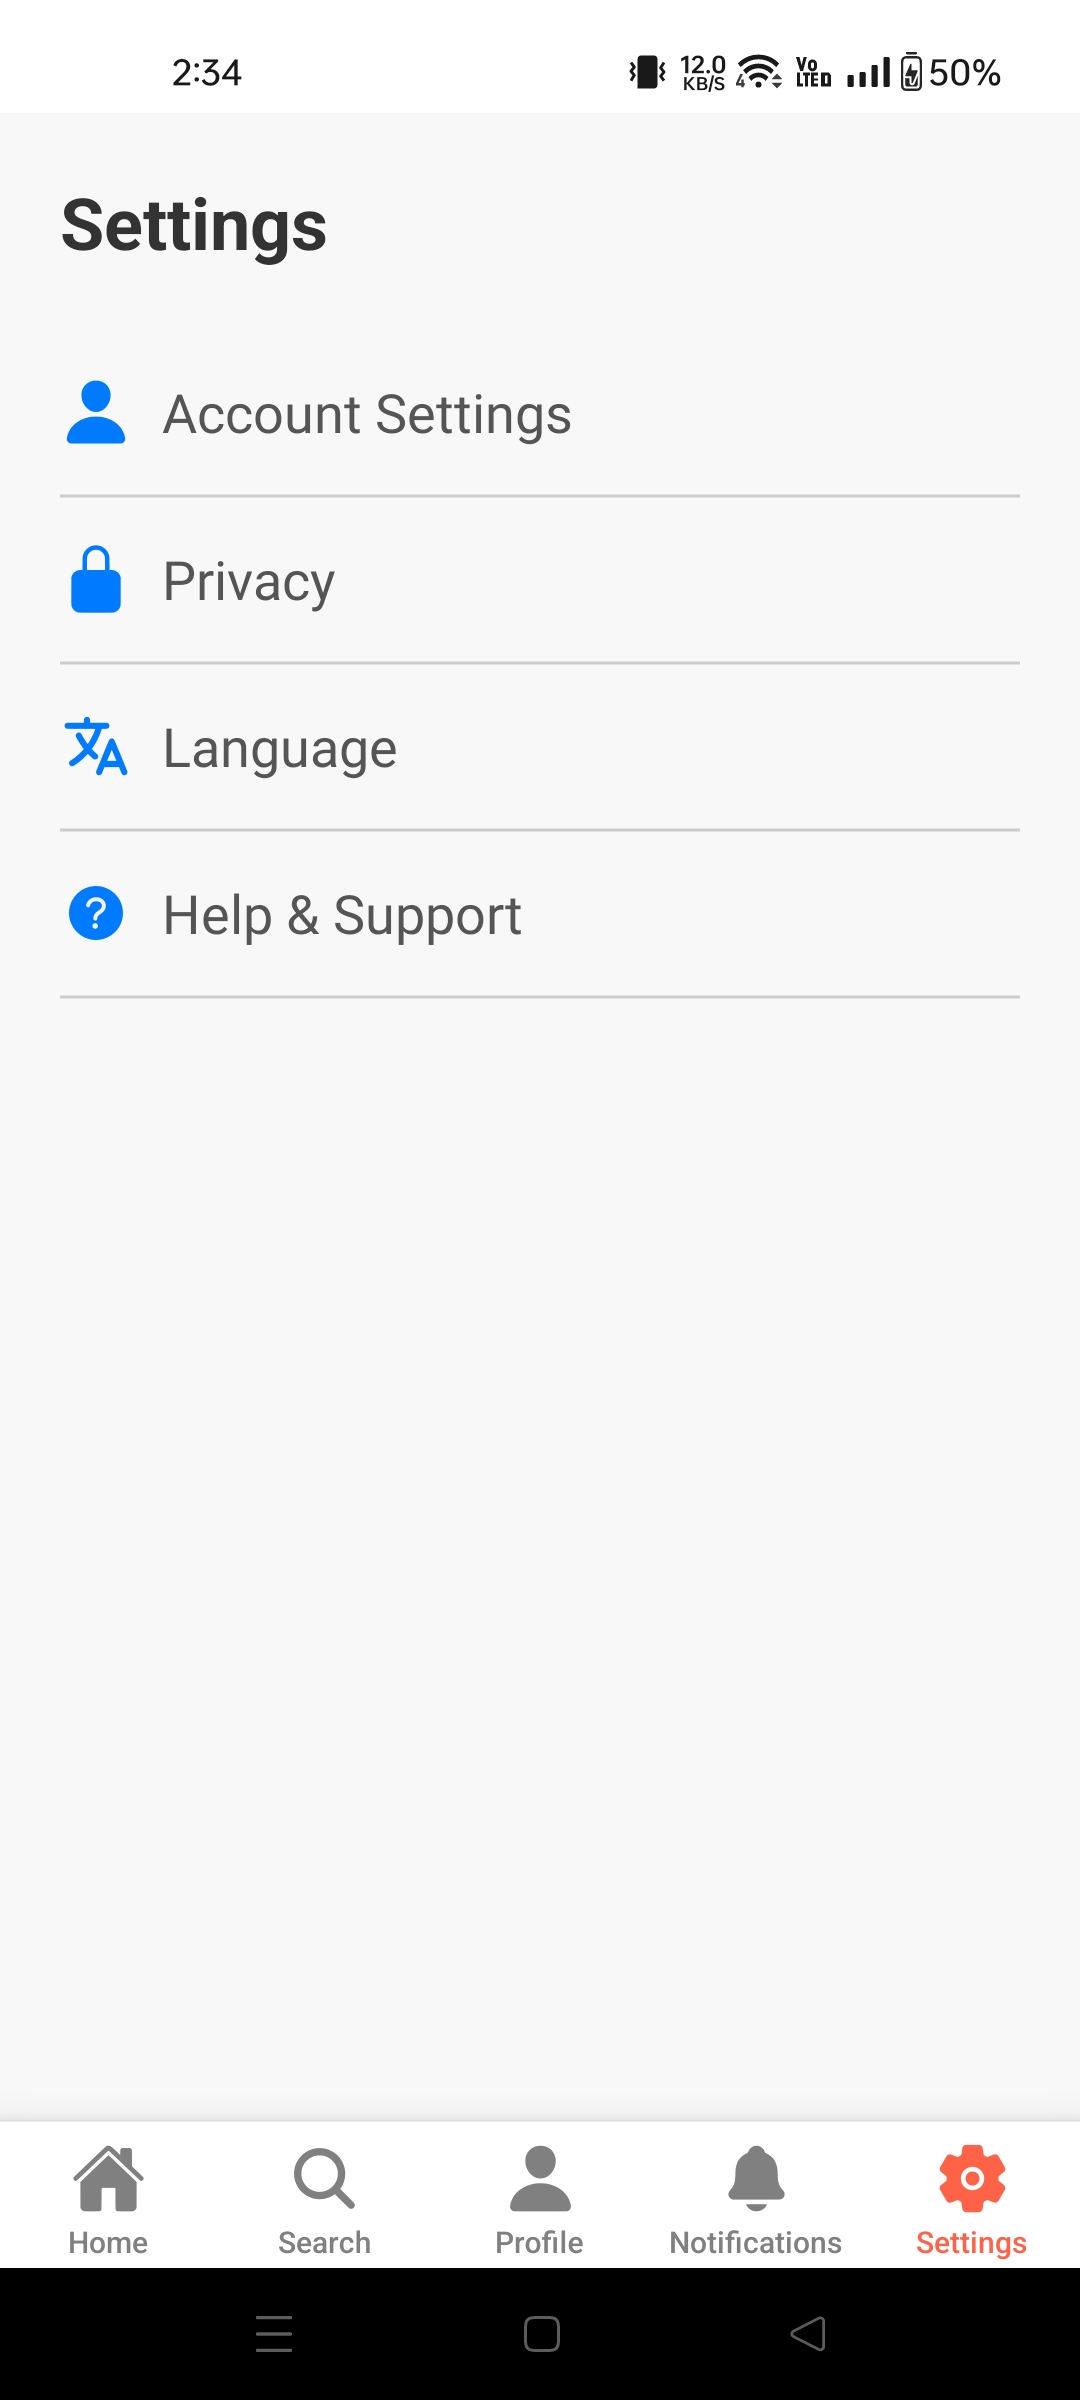 2:34
12.0 KB/S 4 Vo LTE D 50%
Settings
Account Settings
Privacy
Language
Help & Support
Home Search Profile Notifications Settings